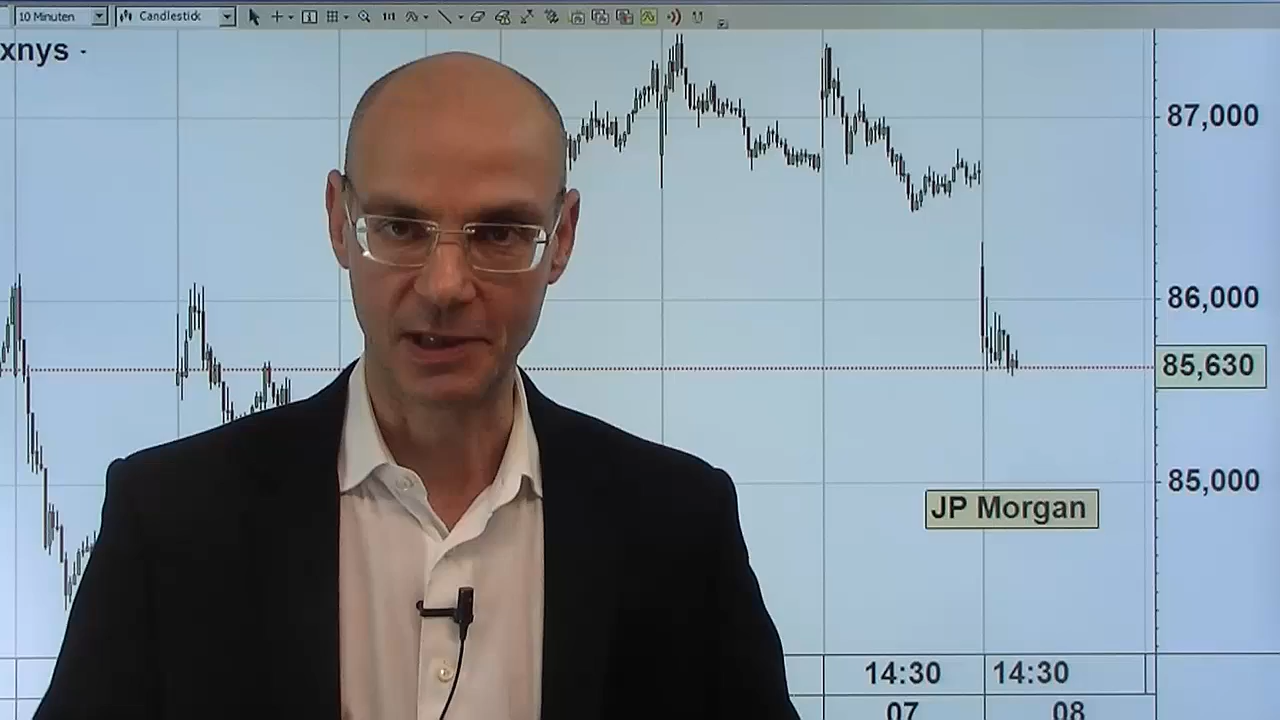 10 Minuten
Candlestick
xnys -
87,000
86,000
85,630
85,000
JP Morgan
14:30 14:30
07 08